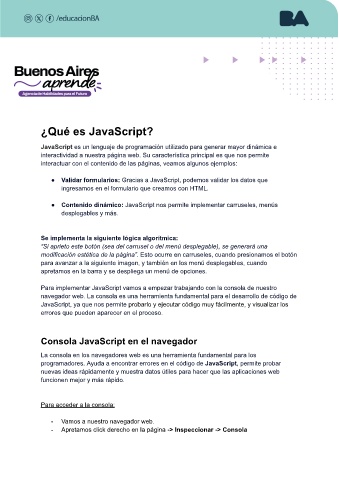 /educacionBA
BA
Buenos Aires
aprende
Agencia de Habilidades para el Futuro
¿Qué es JavaScript?
JavaScript es un lenguaje de programación utilizado para generar mayor dinámica e
interactividad a nuestra página web. Su característica principal es que nos permite
interactuar con el contenido de las páginas, veamos algunos ejemplos:
● Validar formularios: Gracias a JavaScript, podemos validar los datos que
ingresamos en el formulario que creamos con HTML.
● Contenido dinámico: JavaScript nos permite implementar carruseles, menús
desplegables y más.
Se implementa la siguiente lógica algorítmica:
"Si aprieto este botón (sea del carrusel o del menú desplegable), se generará una
modificación estética de la página". Esto ocurre en carruseles, cuando presionamos el botón
para avanzar a la siguiente imagen, y también en los menú desplegables, cuando
apretamos en la barra y se despliega un menú de opciones.
Para implementar JavaScript vamos a empezar trabajando con la consola de nuestro
navegador web. La consola es una herramienta fundamental para el desarrollo de código de
JavaScript, ya que nos permite probarlo y ejecutar código muy fácilmente, y visualizar los
errores que pueden aparecer en el proceso.
Consola JavaScript en el navegador
La consola en los navegadores web es una herramienta fundamental para los
programadores. Ayuda a encontrar errores en el código de JavaScript, permite probar
nuevas ideas rápidamente y muestra datos útiles para hacer que las aplicaciones web
funcionen mejor y más rápido.
Para acceder a la consola:
- Vamos a nuestro navegador web.
- Apretamos click derecho en la página -> Inspeccionar -> Consola